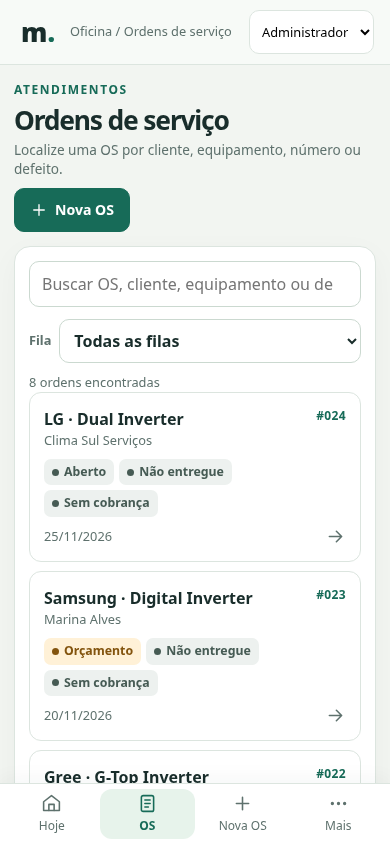 m.
Oficina / Ordens de serviço
Administrador
ATENDIMENTOS
Ordens de serviço
Localize uma OS por cliente, equipamento, número ou
defeito.
Nova OS
Buscar OS, cliente, equipamento ou de
Fila
Todas as filas
8 ordens encontradas
LG · Dual Inverter
#024
Clima Sul Serviços
Aberto
Não entregue
Sem cobrança
25/11/2026
Samsung · Digital Inverter
#023
Marina Alves
Orçamento
Não entregue
Sem cobrança
20/11/2026
Gree · G-Top Inverter
#022
Hoje
OS
Nova OS
Mais